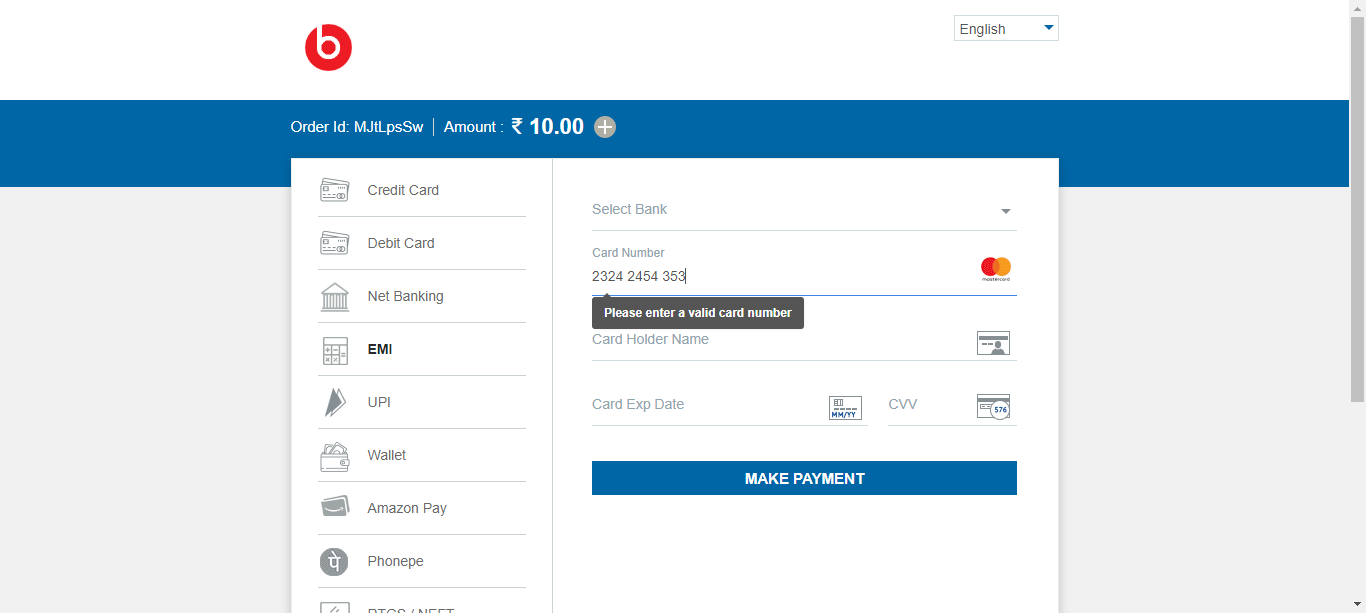 b
English
Order Id: MJtLpsSw | Amount : ₹ 10.00
Credit Card
Debit Card
Net Banking
EMI
UPI
Wallet
Amazon Pay
Phonepe
RTGS / NEFT
Select Bank
Card Number
2324 2454 353
mastercard
Please enter a valid card number
Card Holder Name
Card Exp Date
MM/YY
CVV
576
MAKE PAYMENT